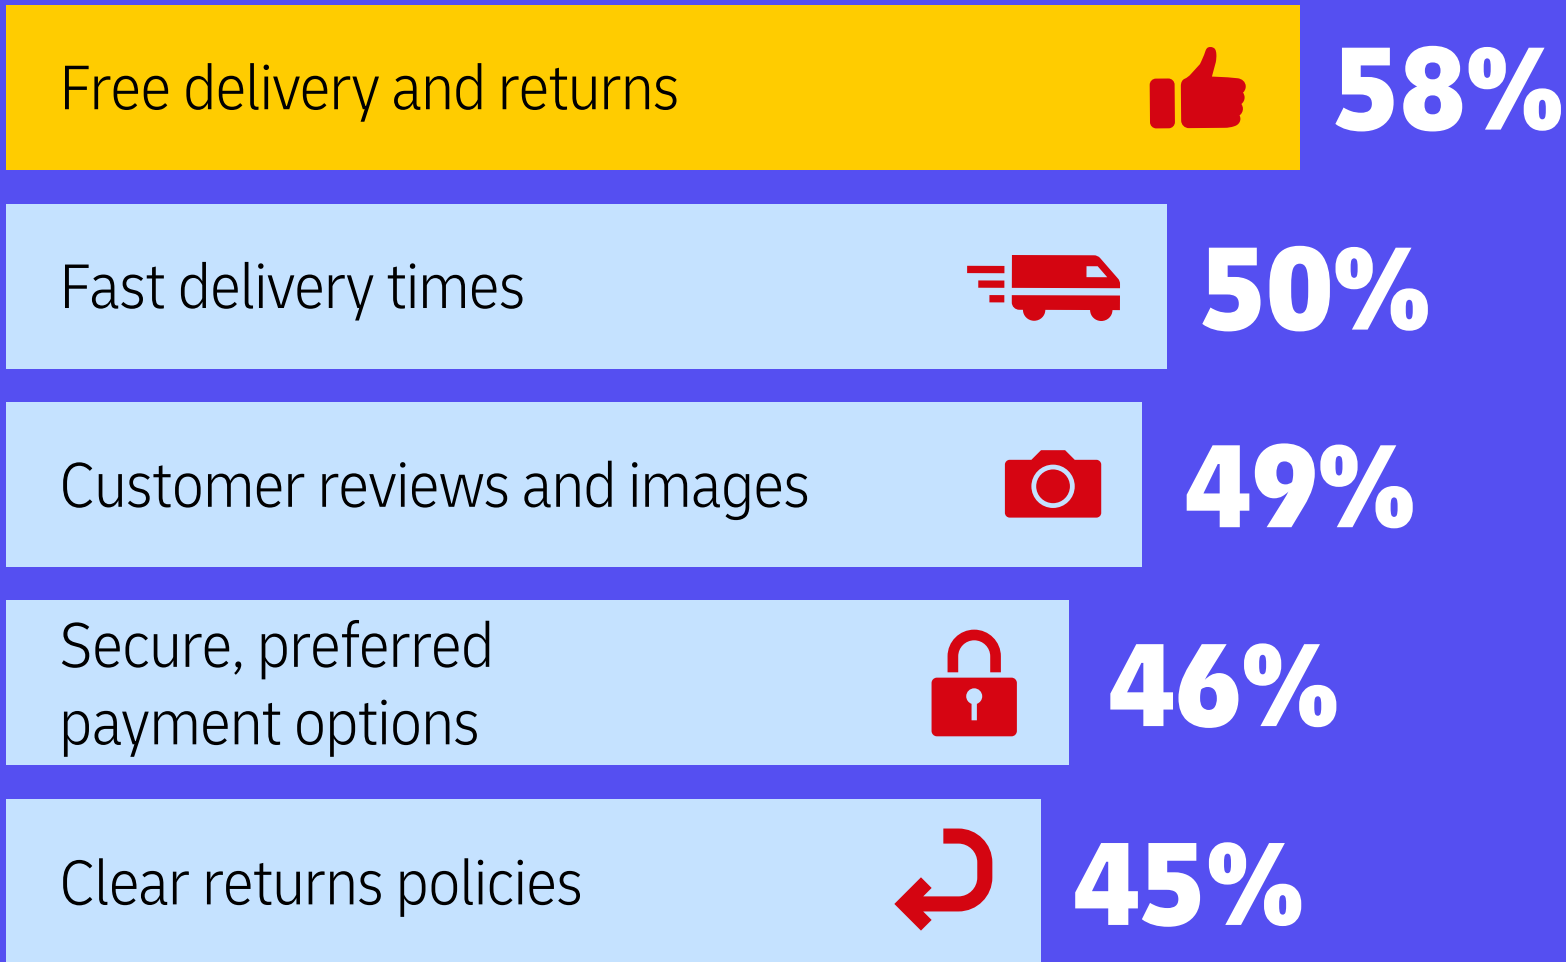 Free delivery and returns 58%
Fast delivery times 50%
Customer reviews and images 49%
Secure, preferred
payment options 46%
Clear returns policies 45%